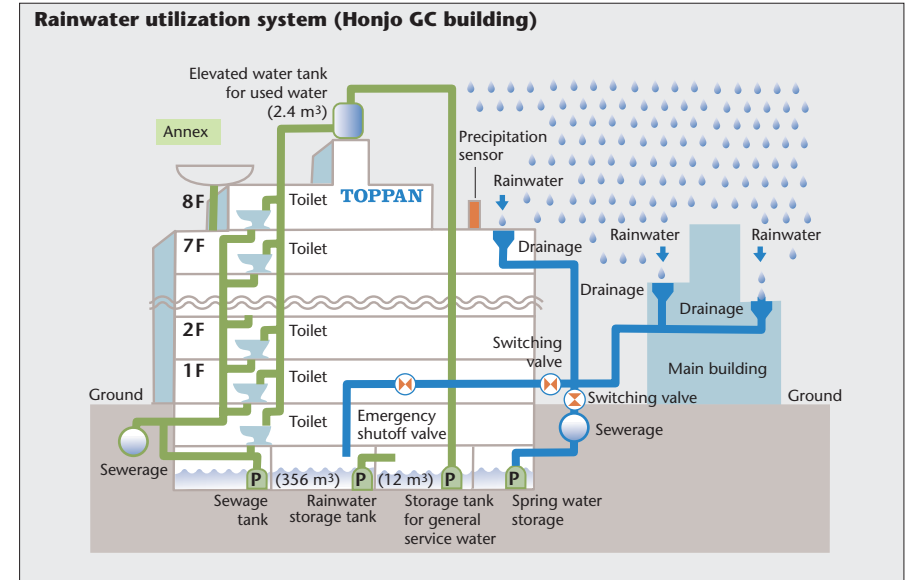 Rainwater utilization system (Honjo GC building)
Elevated water tank
for used water
(2.4 m³)
Annex
Precipitation
sensor
Rainwater
8F
Toilet
TOPPAN
7F
Toilet
Drainage
Rainwater
Rainwater
Drainage
Drainage
2F
Toilet
Switching
valve
1F
Toilet
Main building
Ground
Switching valve
Ground
Toilet
Emergency
shutoff valve
Sewerage
Sewerage
P
(356 m³)
P
(12 m³)
P
P
Sewage
tank
Rainwater
storage tank
Storage tank
for general
service water
Spring water
storage